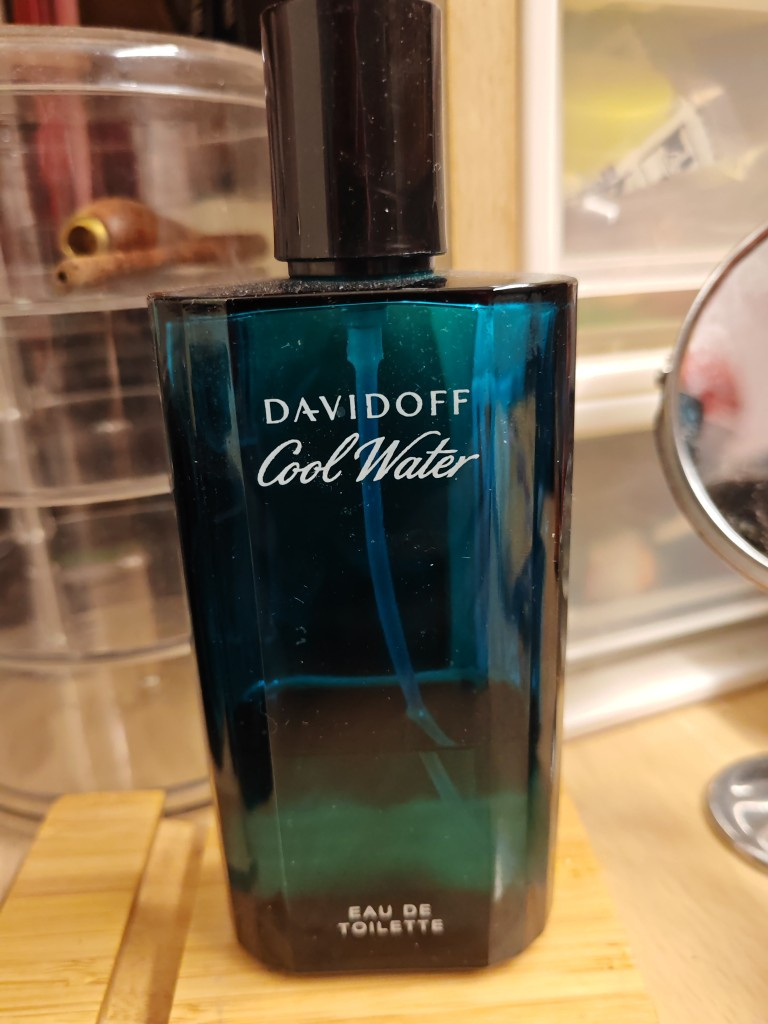 DAVIDOFF
Cool Water
EAU DE
TOILETTE